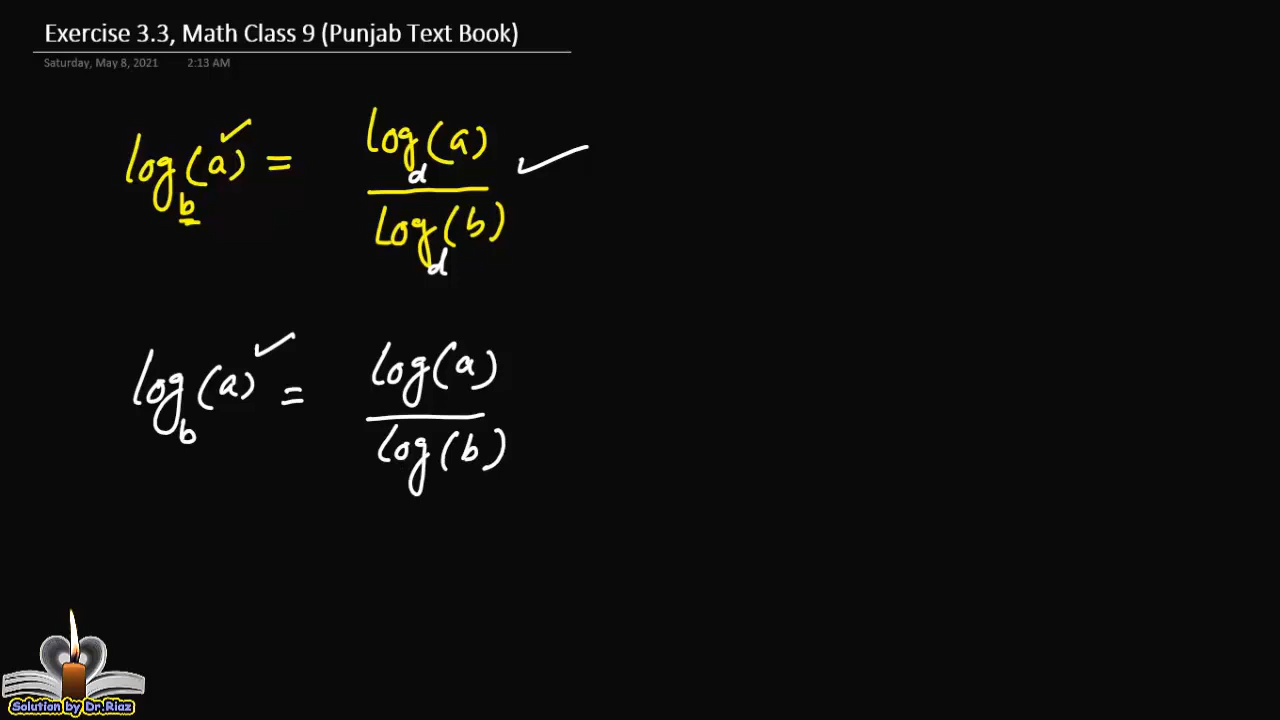 Exercise 3.3, Math Class 9 (Punjab Text Book)
Saturday, May 8, 2021 2:13 AM
log_b(a) = log_d(a) / log_d(b)
log_b(a) = log(a) / log(b)
Solution by Dr.Riaz